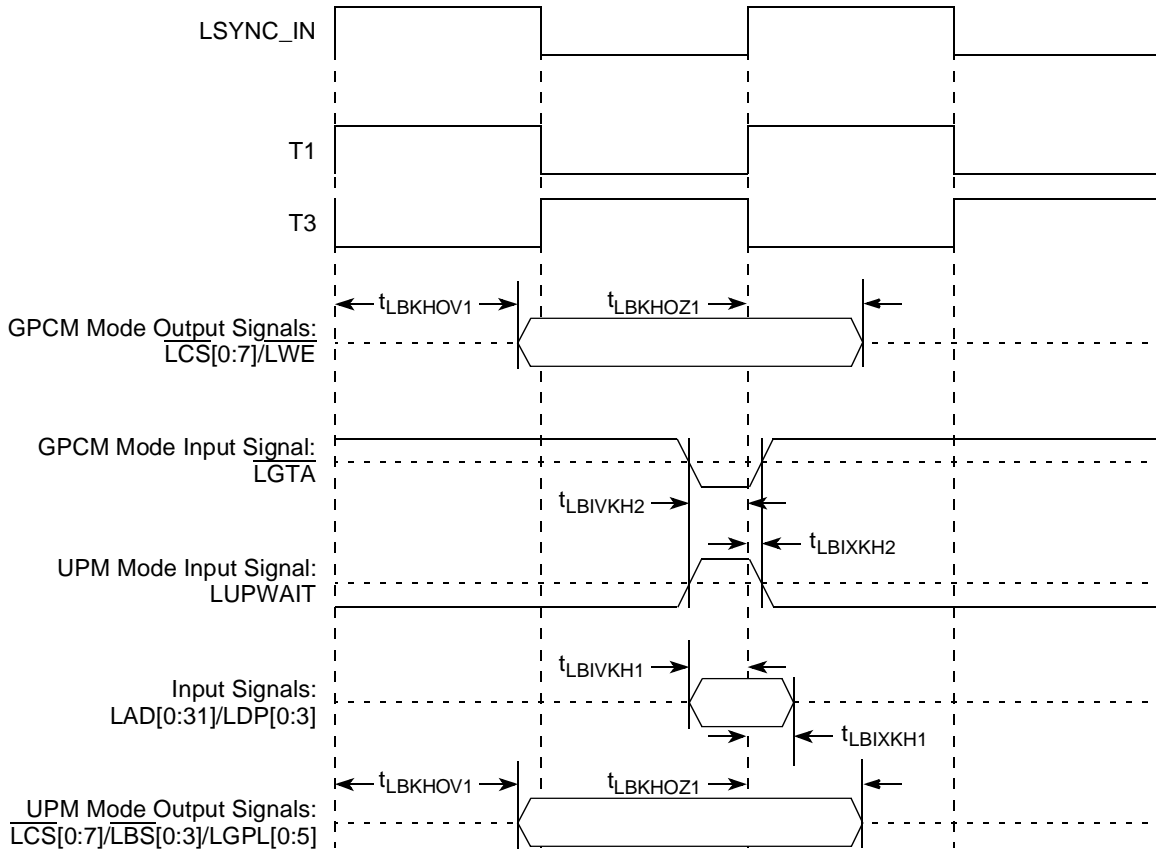 LSYNC_IN
T1
T3
tLBKHOV1
tLBKHOZ1
GPCM Mode Output Signals:
LCS[0:7]/LWE
GPCM Mode Input Signal:
LGTA
tLBIVKH2
tLBIXKH2
UPM Mode Input Signal:
LUPWAIT
tLBIVKH1
Input Signals:
LAD[0:31]/LDP[0:3]
tLBIXKH1
tLBKHOV1
tLBKHOZ1
UPM Mode Output Signals:
LCS[0:7]/LBS[0:3]/LGPL[0:5]